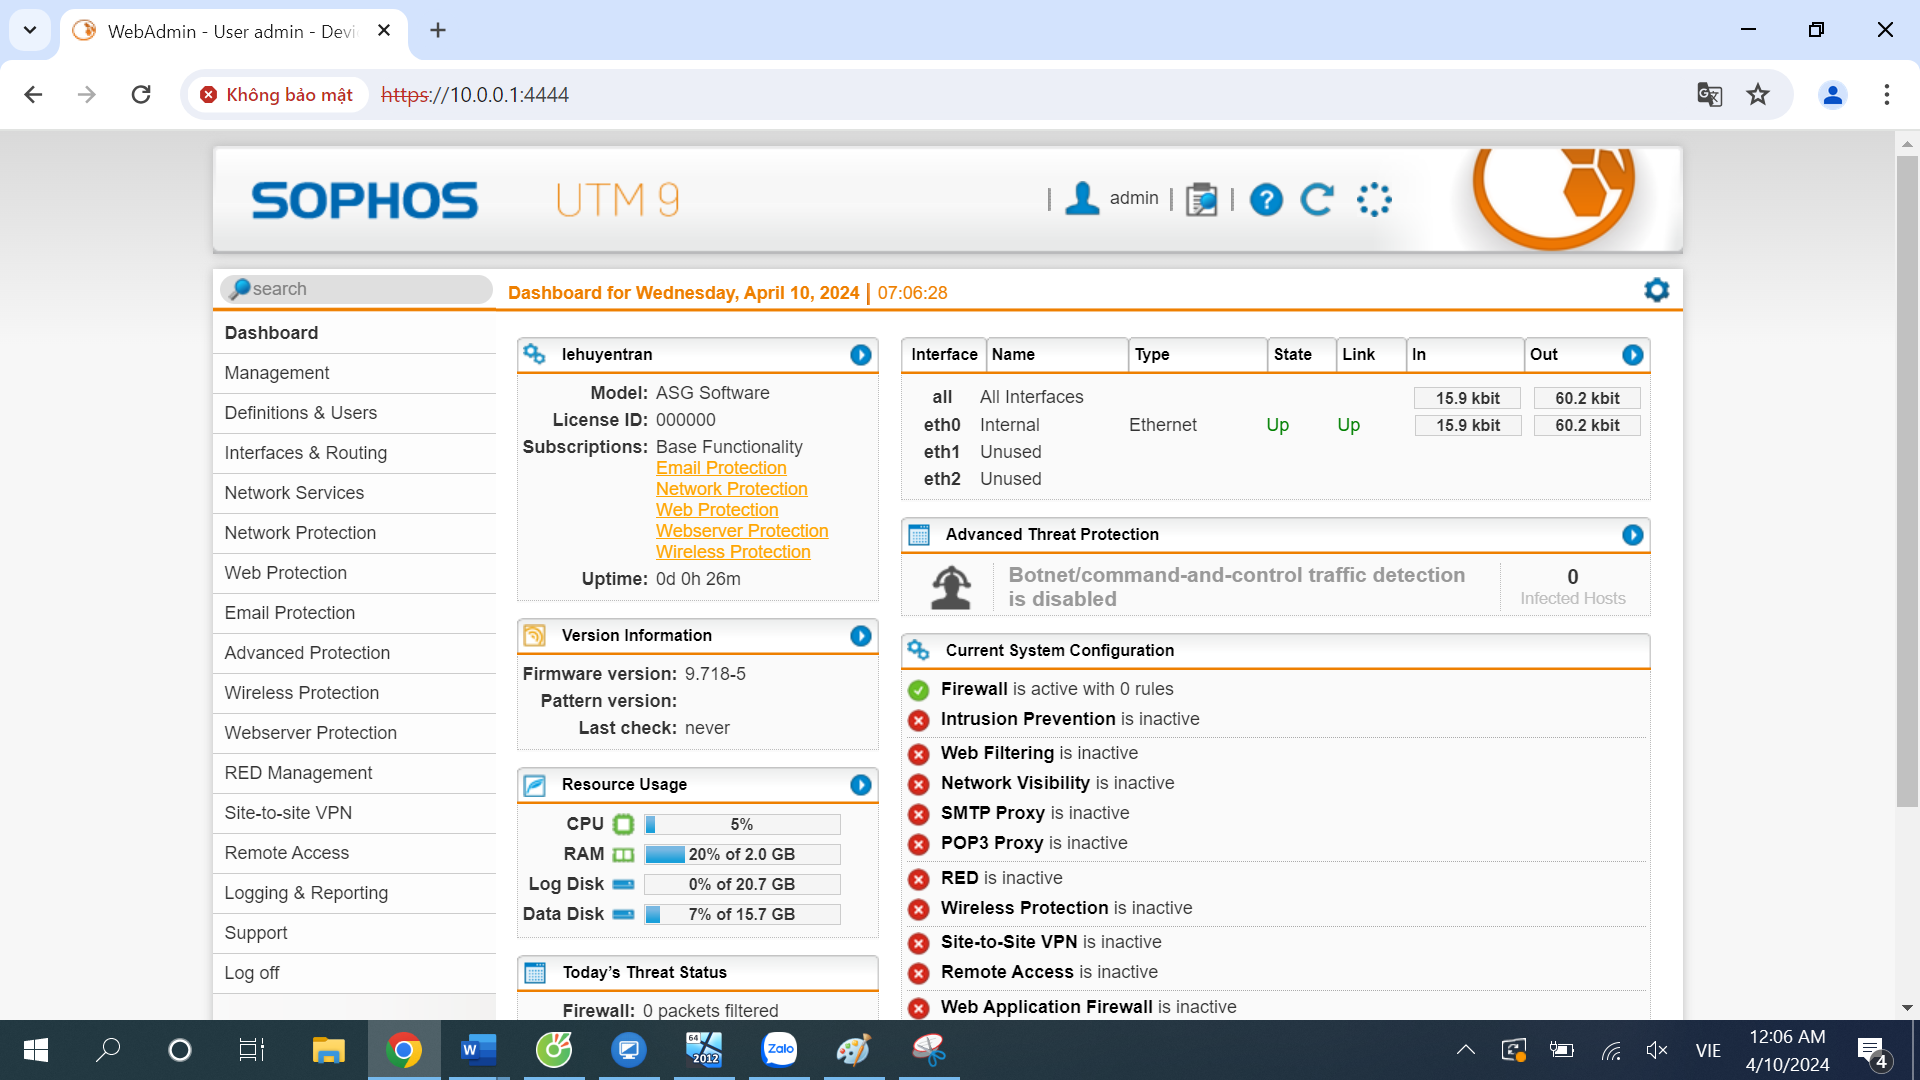 WebAdmin - User admin - Devi
Không bảo mật https://10.0.0.1:4444
SOPHOS UTM 9
| admin | |
search
Dashboard for Wednesday, April 10, 2024 | 07:06:28
Dashboard
Management
Definitions & Users
Interfaces & Routing
Network Services
Network Protection
Web Protection
Email Protection
Advanced Protection
Wireless Protection
Webserver Protection
RED Management
Site-to-site VPN
Remote Access
Logging & Reporting
Support
Log off
lehuyentran
Model: ASG Software
License ID: 000000
Subscriptions: Base Functionality
Email Protection
Network Protection
Web Protection
Webserver Protection
Wireless Protection
Uptime: 0d 0h 26m
Version Information
Firmware version: 9.718-5
Pattern version:
Last check: never
Resource Usage
CPU 5%
RAM 20% of 2.0 GB
Log Disk 0% of 20.7 GB
Data Disk 7% of 15.7 GB
Today's Threat Status
Firewall: 0 packets filtered
Interface Name Type State Link In Out
all All Interfaces 15.9 kbit 60.2 kbit
eth0 Internal Ethernet Up Up 15.9 kbit 60.2 kbit
eth1 Unused
eth2 Unused
Advanced Threat Protection
Botnet/command-and-control traffic detection
is disabled
0
Infected Hosts
Current System Configuration
Firewall is active with 0 rules
Intrusion Prevention is inactive
Web Filtering is inactive
Network Visibility is inactive
SMTP Proxy is inactive
POP3 Proxy is inactive
RED is inactive
Wireless Protection is inactive
Site-to-Site VPN is inactive
Remote Access is inactive
Web Application Firewall is inactive
W
64
2012
Zalo
VIE
12:06 AM
4/10/2024
4